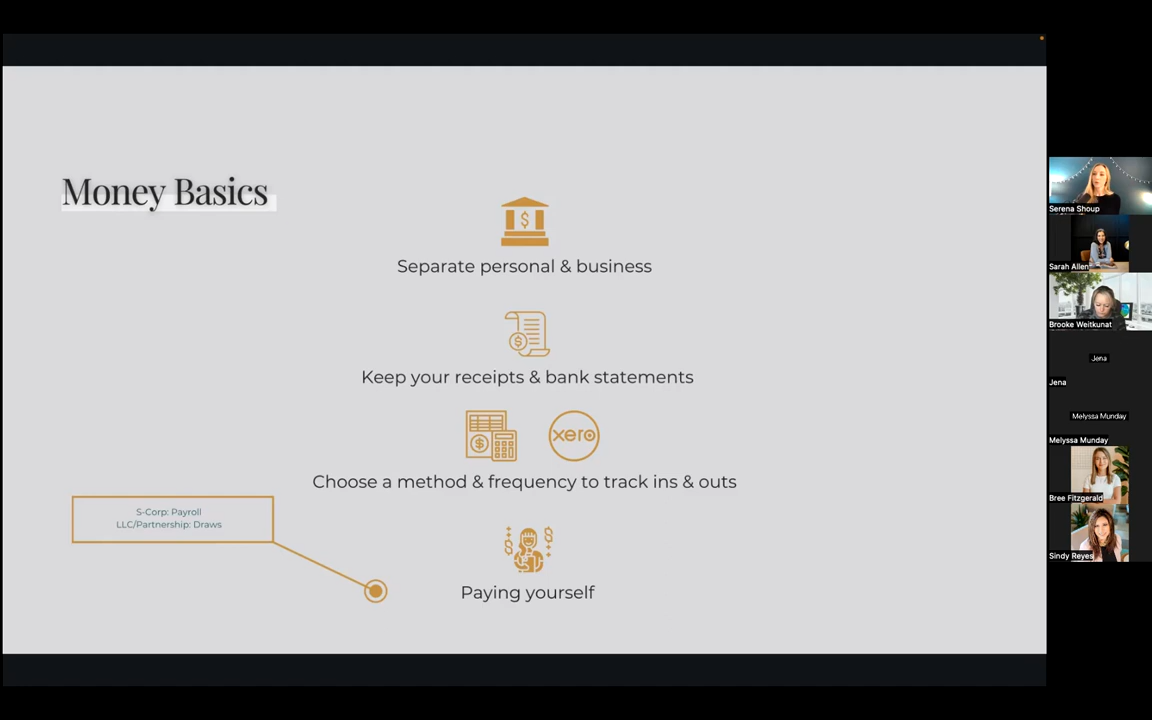 Money Basics
Separate personal & business
Keep your receipts & bank statements
xero
Choose a method & frequency to track ins & outs
S-Corp: Payroll
LLC/Partnership: Draws
Paying yourself
Serena Shoup
Sarah Allen
Brooke Weitkunat
Jena
Jena
Melyssa Munday
Melyssa Munday
Bree Fitzgerald
Sindy Reyes